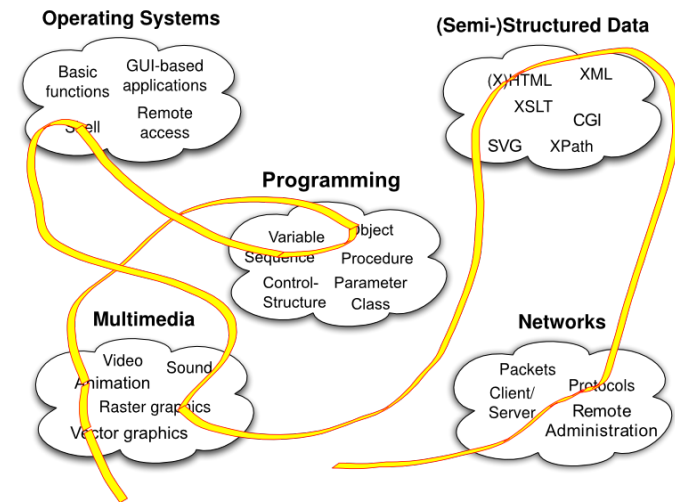 Operating Systems
Basic
functions
GUI-based
applications
Shell
Remote
access
(Semi-)Structured Data
(X)HTML
XML
XSLT
CGI
SVG
XPath
Programming
Variable
Object
Sequence
Procedure
Control-
Structure
Parameter
Class
Multimedia
Video
Sound
Animation
Raster graphics
Vector graphics
Networks
Packets
Client/
Server
Protocols
Remote
Administration